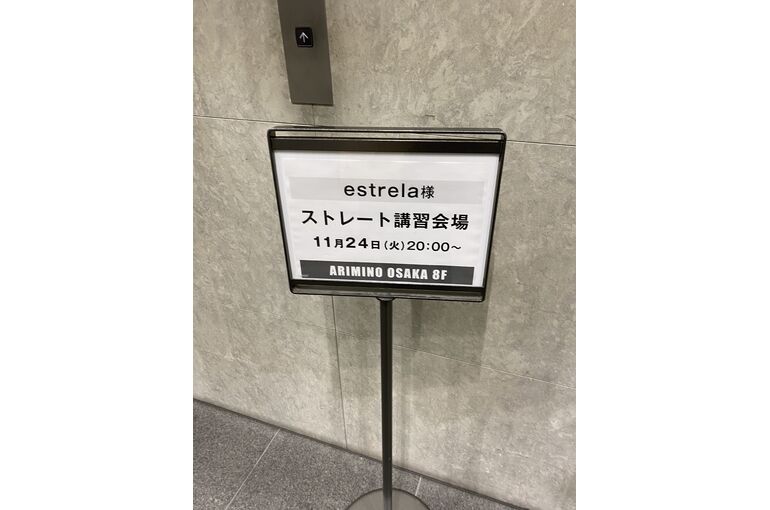 estrela様
ストレート講習会場
11月24日(火)20:00〜
ARIMINO OSAKA 8F